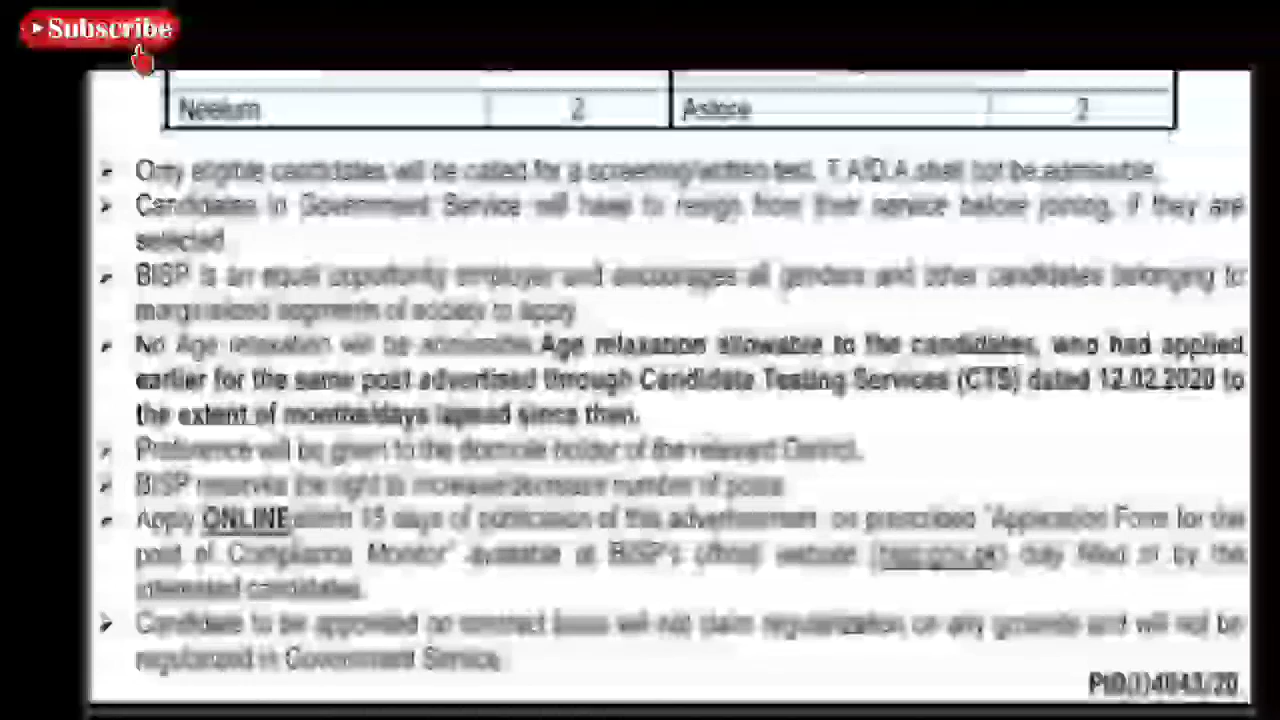 Subscribe
Neelum 2 Astore 2
Only eligible candidates will be called for a screening/written test. T.A/D.A shall not be admissible.
Candidates in Government Service will have to resign from their service before joining, if they are
selected.
BISP is an equal opportunity employer and encourages all genders and other candidates belonging to
marginalized segments of society to apply
No Age relaxation will be admissible. Age relaxation allowable to the candidates, who had applied
earlier for the same post advertised through Candidate Testing Services (CTS) dated 12.02.2020 to
the extent of months/days lapsed since then.
Preference will be given to the domicile holder of the relevant District.
BISP reserves the right to increase/decrease number of posts
Apply ONLINE within 15 days of publication of this advertisement on prescribed "Application Form for the
post of Compliance Monitor" available at BISP's official website (bisp.gov.pk) duly filled in by the
interested candidates.
Candidate to be appointed on contract basis will not claim regularization on any grounds and will not be
regularized in Government Service.
PID(I)4043/20